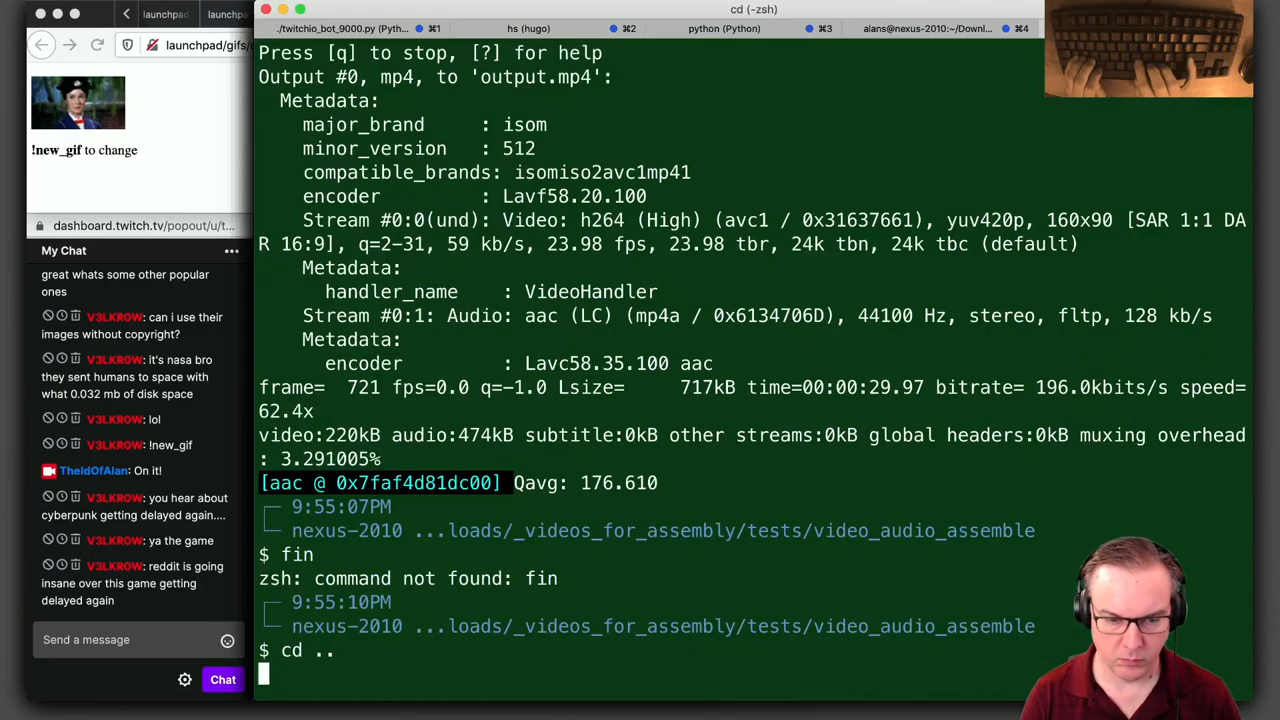 launchpad
launchpad
launchpad/gifs/
!new_gif to change
dashboard.twitch.tv/popout/u/t...
My Chat
great whats some other popular
ones
V3LKR0W: can i use their
images without copyright?
V3LKR0W: it's nasa bro
they sent humans to space with
what 0.032 mb of disk space
V3LKR0W: lol
V3LKR0W: !new_gif
TheIdOfAlan: On it!
V3LKR0W: you hear about
cyberpunk getting delayed again....
V3LKR0W: ya the game
V3LKR0W: reddit is going
insane over this game getting
delayed again
Send a message
Chat
cd (-zsh)
./twitchio_bot_9000.py (Pyth... ⌘1
hs (hugo) ⌘2
python (Python) ⌘3
alans@nexus-2010:~/Downl... ⌘4
Press [q] to stop, [?] for help
Output #0, mp4, to 'output.mp4':
Metadata:
major_brand : isom
minor_version : 512
compatible_brands: isomiso2avc1mp41
encoder : Lavf58.20.100
Stream #0:0(und): Video: h264 (High) (avc1 / 0x31637661), yuv420p, 160x90 [SAR 1:1 DA
R 16:9], q=2-31, 59 kb/s, 23.98 fps, 23.98 tbr, 24k tbn, 24k tbc (default)
Metadata:
handler_name : VideoHandler
Stream #0:1: Audio: aac (LC) (mp4a / 0x6134706D), 44100 Hz, stereo, fltp, 128 kb/s
Metadata:
encoder : Lavc58.35.100 aac
frame= 721 fps=0.0 q=-1.0 Lsize= 717kB time=00:00:29.97 bitrate= 196.0kbits/s speed=
62.4x
video:220kB audio:474kB subtitle:0kB other streams:0kB global headers:0kB muxing overhead
: 3.291005%
[aac @ 0x7faf4d81dc00] Qavg: 176.610
9:55:07PM
nexus-2010 ...loads/_videos_for_assembly/tests/video_audio_assemble
$ fin
zsh: command not found: fin
9:55:10PM
nexus-2010 ...loads/_videos_for_assembly/tests/video_audio_assemble
$ cd ..